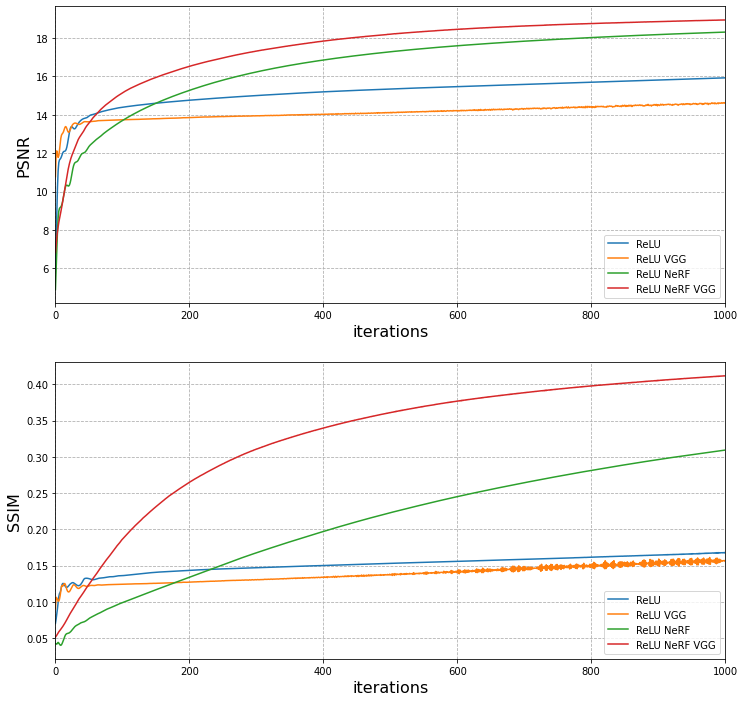 18
16
14
12
10
8
6
PSNR
ReLU
ReLU VGG
ReLU NeRF
ReLU NeRF VGG
0 200 400 600 800 1000
iterations
0.40
0.35
0.30
0.25
0.20
0.15
0.10
0.05
SSIM
ReLU
ReLU VGG
ReLU NeRF
ReLU NeRF VGG
0 200 400 600 800 1000
iterations